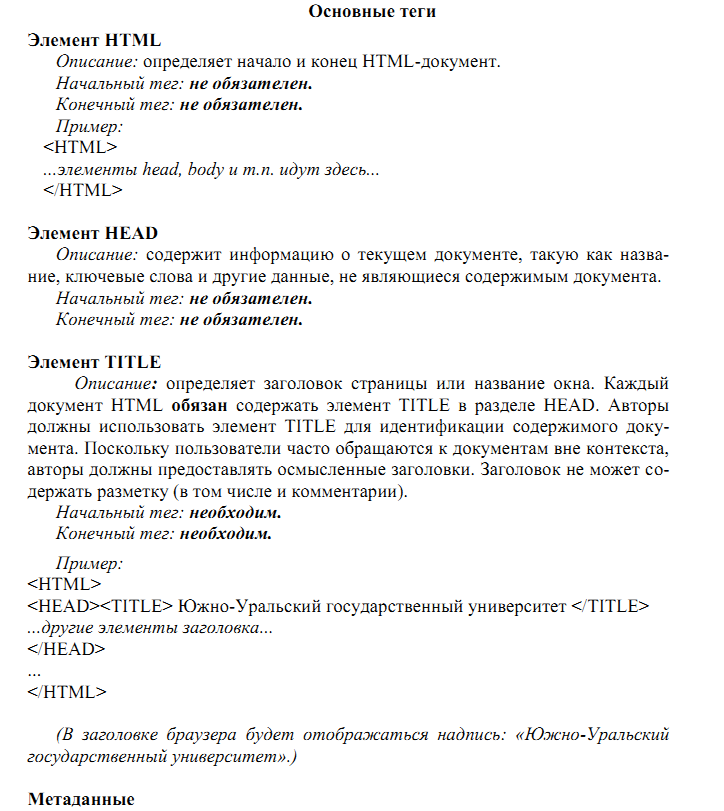 Основные теги
Элемент HTML
Описание: определяет начало и конец HTML-документ.
Начальный тег: не обязателен.
Конечный тег: не обязателен.
Пример:
<HTML>
...элементы head, body и т.п. идут здесь...
</HTML>
Элемент HEAD
Описание: содержит информацию о текущем документе, такую как назва-
ние, ключевые слова и другие данные, не являющиеся содержимым документа.
Начальный тег: не обязателен.
Конечный тег: не обязателен.
Элемент TITLE
Описание: определяет заголовок страницы или название окна. Каждый
документ HTML обязан содержать элемент TITLE в разделе HEAD. Авторы
должны использовать элемент TITLE для идентификации содержимого доку-
мента. Поскольку пользователи часто обращаются к документам вне контекста,
авторы должны предоставлять осмысленные заголовки. Заголовок не может со-
держать разметку (в том числе и комментарии).
Начальный тег: необходим.
Конечный тег: необходим.
Пример:
<HTML>
<HEAD><TITLE> Южно-Уральский государственный университет </TITLE>
...другие элементы заголовка...
</HEAD>
...
</HTML>
(В заголовке браузера будет отображаться надпись: «Южно-Уральский
государственный университет».)
Метаданные